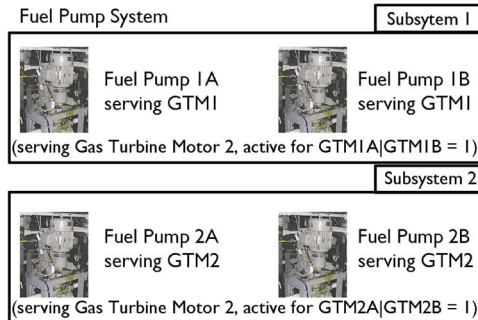 Fuel Pump System
Subsytem 1
Fuel Pump 1A
serving GTM1
Fuel Pump 1B
serving GTM1
(serving Gas Turbine Motor 2, active for GTM1A|GTM1B = 1)
Subsystem 2
Fuel Pump 2A
serving GTM2
Fuel Pump 2B
serving GTM2
(serving Gas Turbine Motor 2, active for GTM2A|GTM2B = 1)